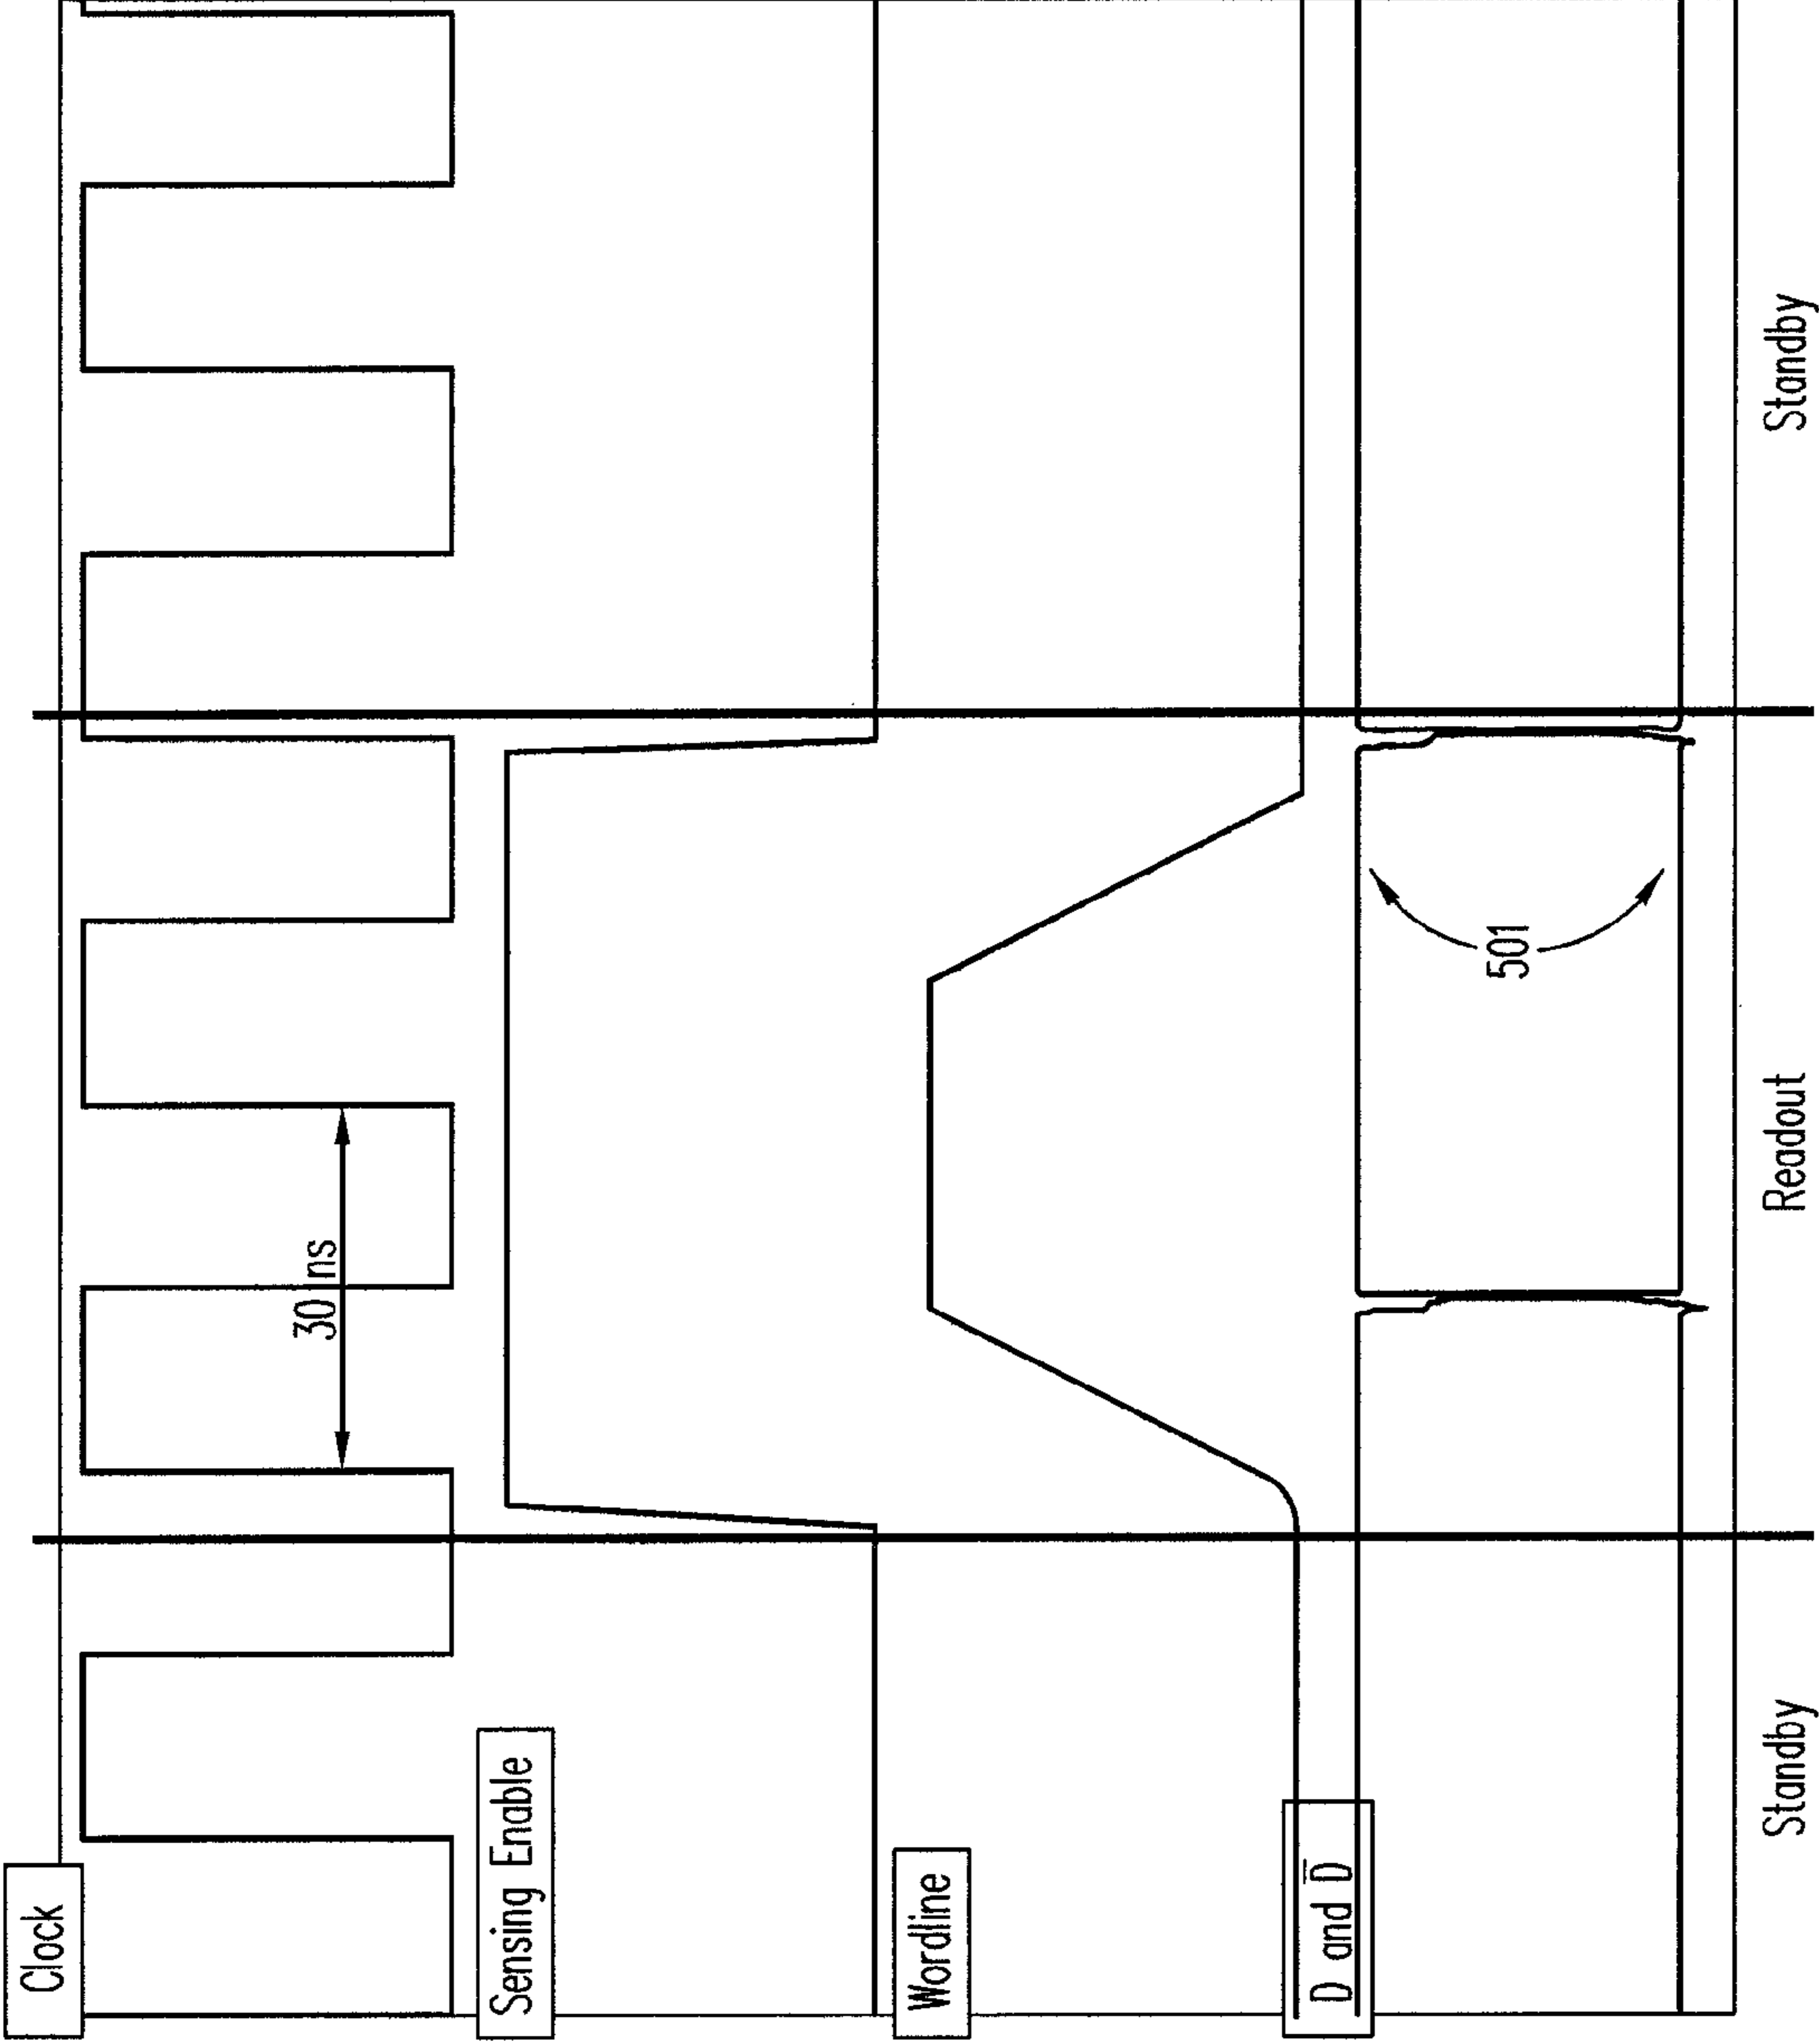 Clock
30 ns
Sensing Enable
Wordline
D and D̅
501
Standby
Readout
Standby